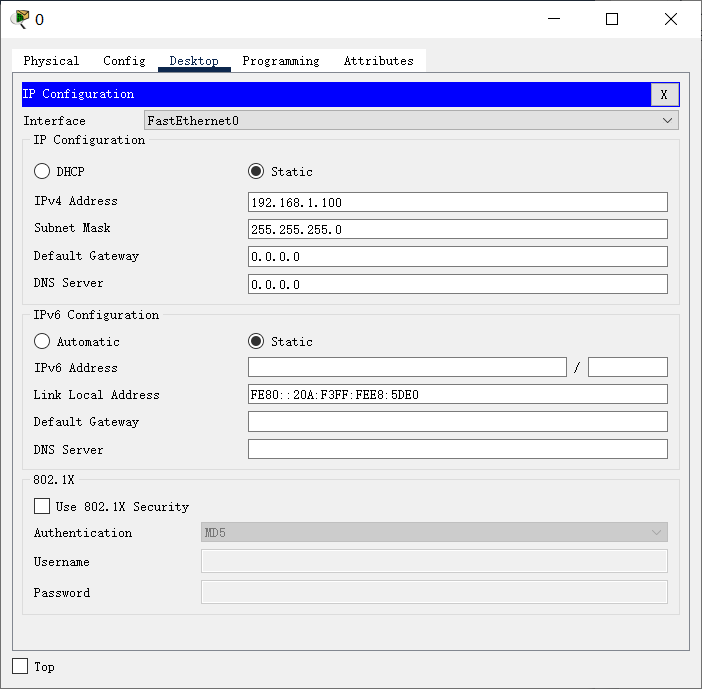 0
Physical Config Desktop Programming Attributes
IP Configuration X
Interface FastEthernet0
IP Configuration
DHCP Static
IPv4 Address 192.168.1.100
Subnet Mask 255.255.255.0
Default Gateway 0.0.0.0
DNS Server 0.0.0.0
IPv6 Configuration
Automatic Static
IPv6 Address /
Link Local Address FE80::20A:F3FF:FEE8:5DE0
Default Gateway
DNS Server
802.1X
Use 802.1X Security
Authentication MD5
Username
Password
Top